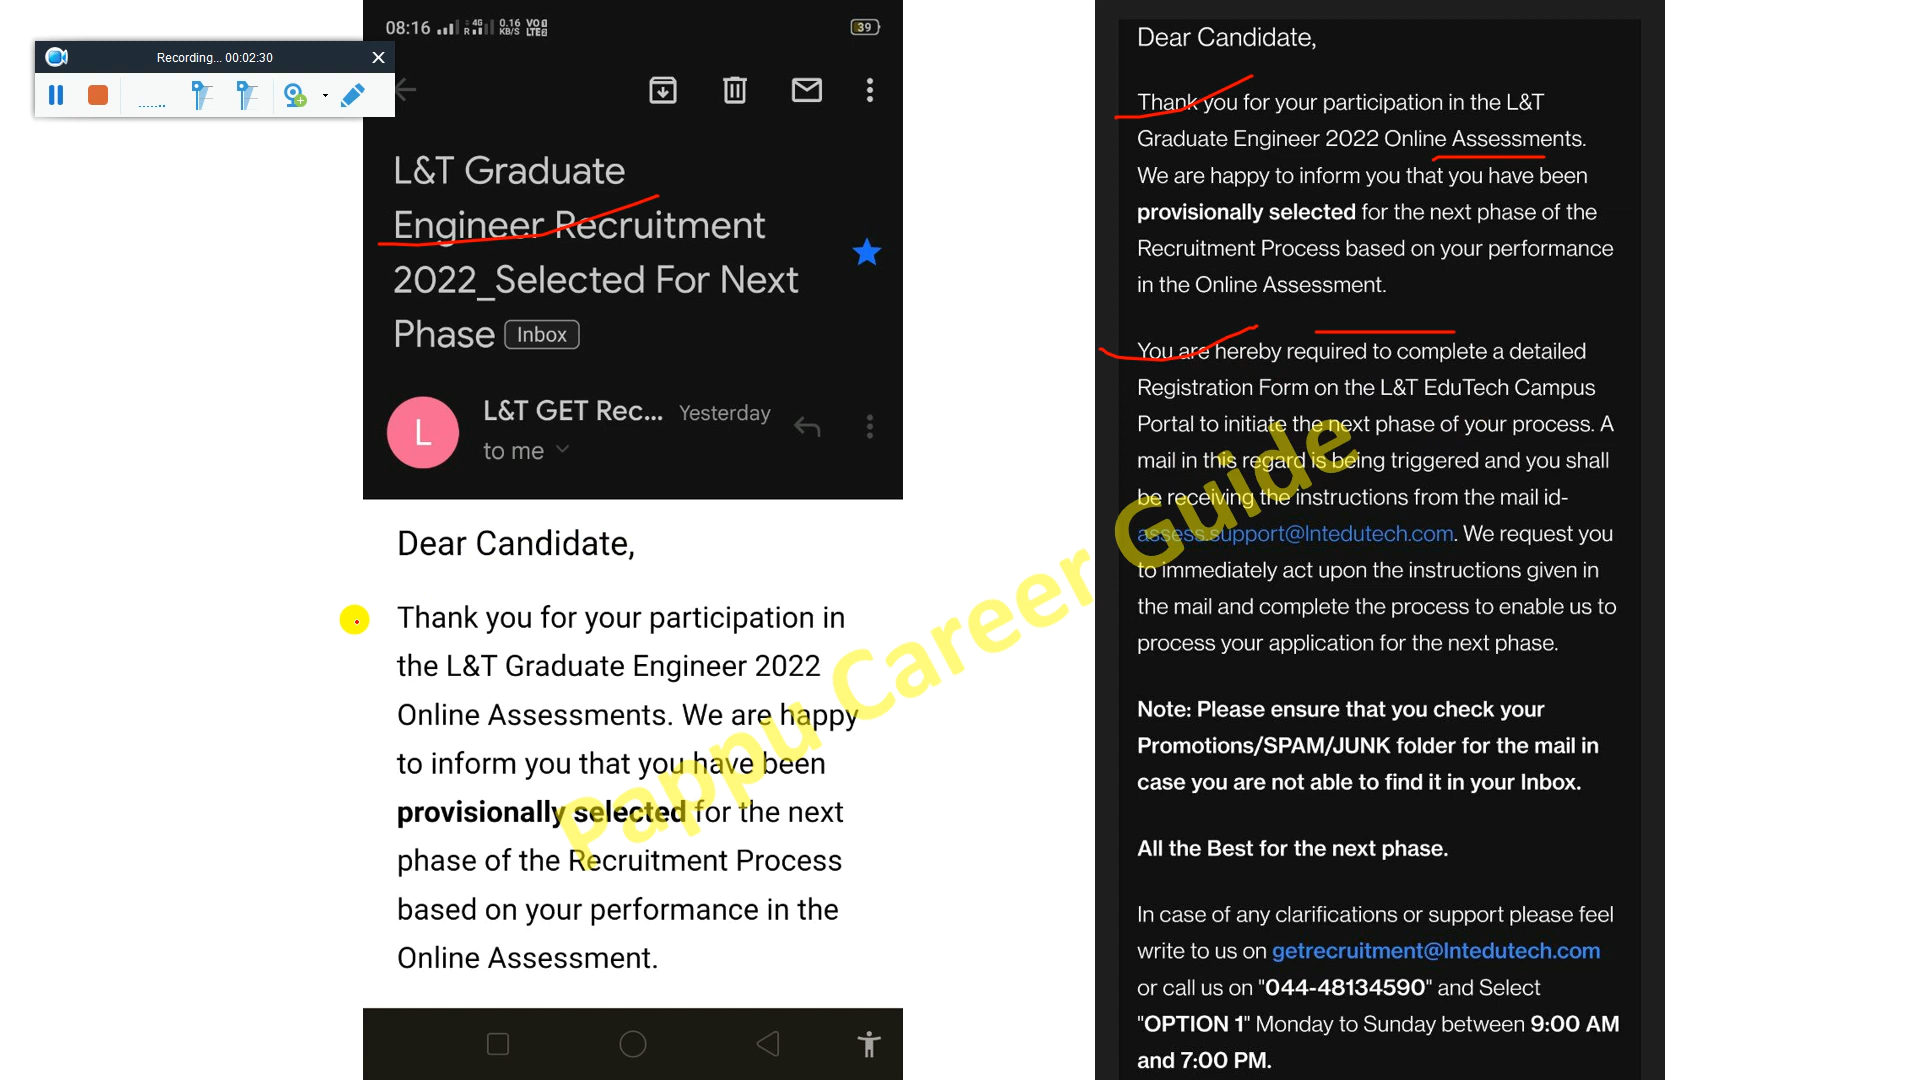 Recording... 00:02:30
08:16
4G
R
0.16
KB/S
VO
LTE2
39
L&T Graduate
Engineer Recruitment
2022_Selected For Next
Phase Inbox
L
L&T GET Rec... Yesterday
to me
Dear Candidate,
Thank you for your participation in
the L&T Graduate Engineer 2022
Online Assessments. We are happy
to inform you that you have been
provisionally selected for the next
phase of the Recruitment Process
based on your performance in the
Online Assessment.
Dear Candidate,
Thank you for your participation in the L&T
Graduate Engineer 2022 Online Assessments.
We are happy to inform you that you have been
provisionally selected for the next phase of the
Recruitment Process based on your performance
in the Online Assessment.
You are hereby required to complete a detailed
Registration Form on the L&T EduTech Campus
Portal to initiate the next phase of your process. A
mail in this regard is being triggered and you shall
be receiving the instructions from the mail id-
assess.support@lntedutech.com. We request you
to immediately act upon the instructions given in
the mail and complete the process to enable us to
process your application for the next phase.
Note: Please ensure that you check your
Promotions/SPAM/JUNK folder for the mail in
case you are not able to find it in your Inbox.
All the Best for the next phase.
In case of any clarifications or support please feel
write to us on getrecruitment@lntedutech.com
or call us on "044-48134590" and Select
"OPTION 1" Monday to Sunday between 9:00 AM
and 7:00 PM.
Pappu Career Guide